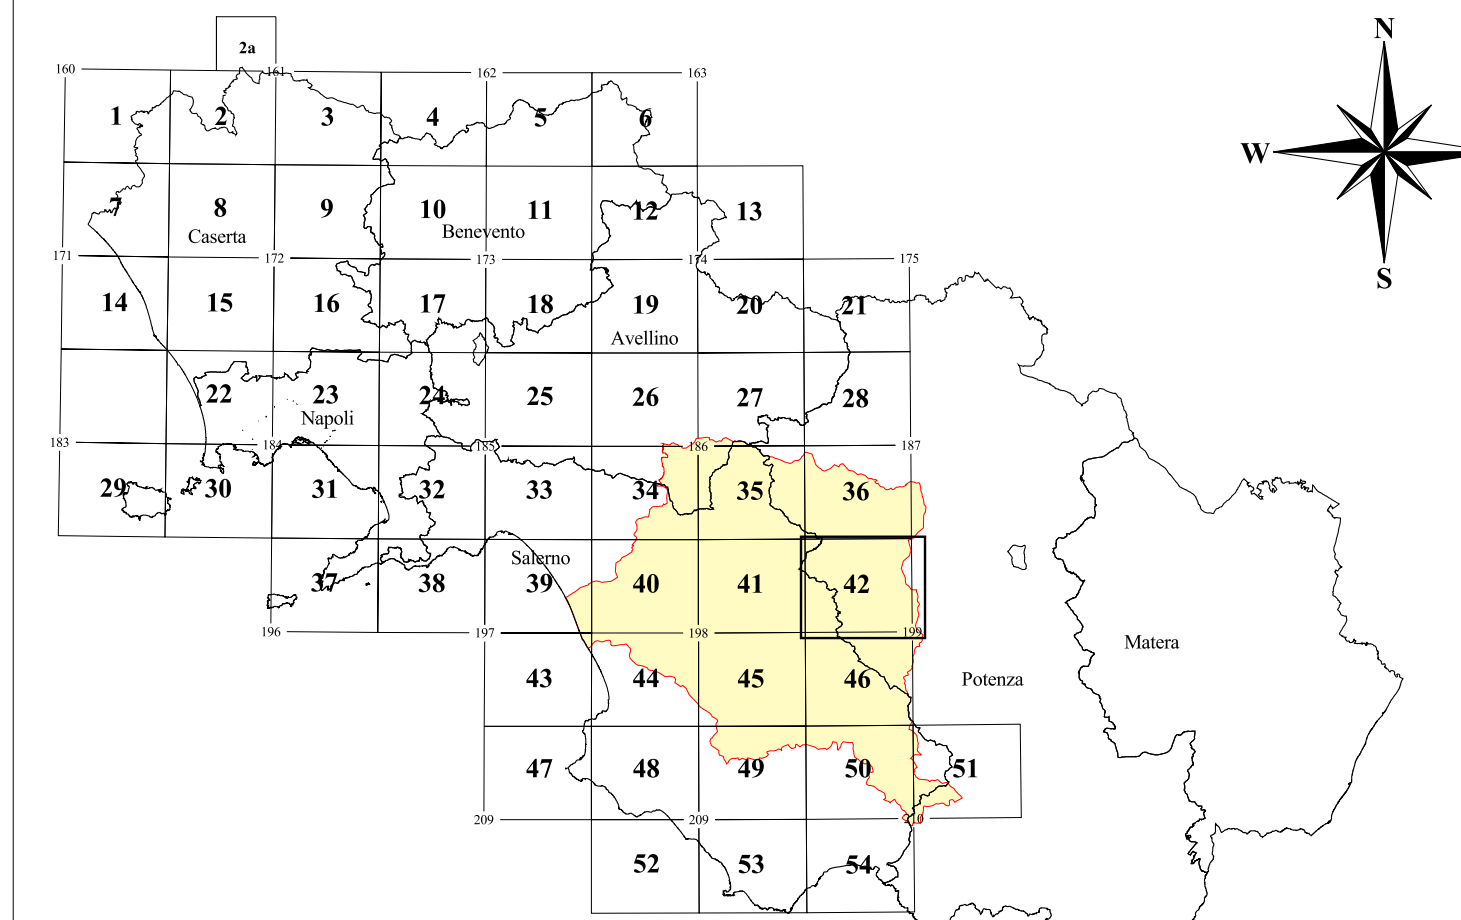 N
2a
160 161 162 163
1 2 3 4 5 6
W
7 8 9 10 11 12 13
Caserta Benevento
171 172 173 174 175
S
14 15 16 17 18 19 20 21
Avellino
22 23 24 25 26 27 28
Napoli
183 184 185 186 187
29 30 31 32 33 34 35 36
Salerno
37 38 39 40 41 42
196 197 198 199
Matera
43 44 45 46 Potenza
47 48 49 50 51
209 209 210
52 53 54